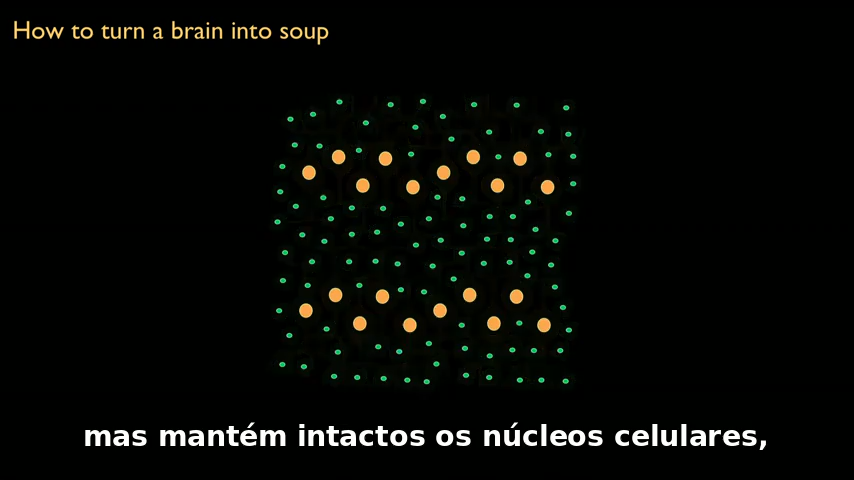 How to turn a brain into soup
mas mantém intactos os núcleos celulares,